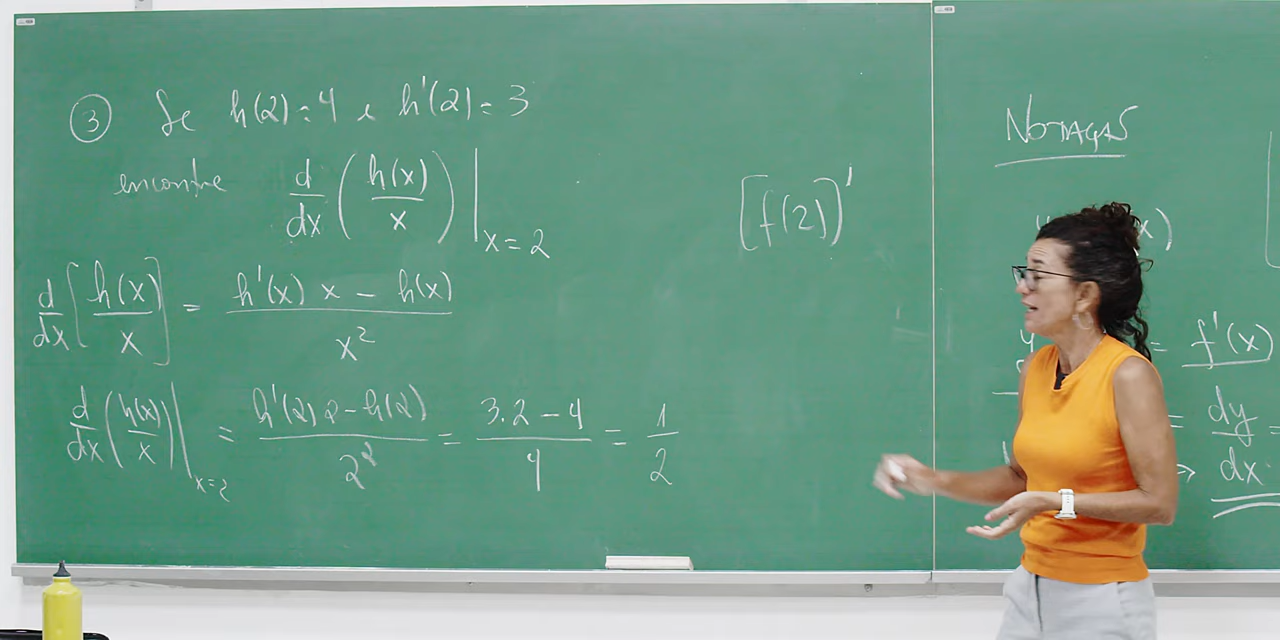 ③ Se h(2)=4 e h'(2)=3
encontre d/dx (h(x)/x) |x=2
d/dx [h(x)/x] = (h'(x) x - h(x))/x²
d/dx (h(x)/x) |x=2 = (h'(2) 2 - h(2))/2² = (3.2 - 4)/4 = 1/2
[f(2)]'
NOTAÇÃO
x)
= f'(x)
= dy/dx =